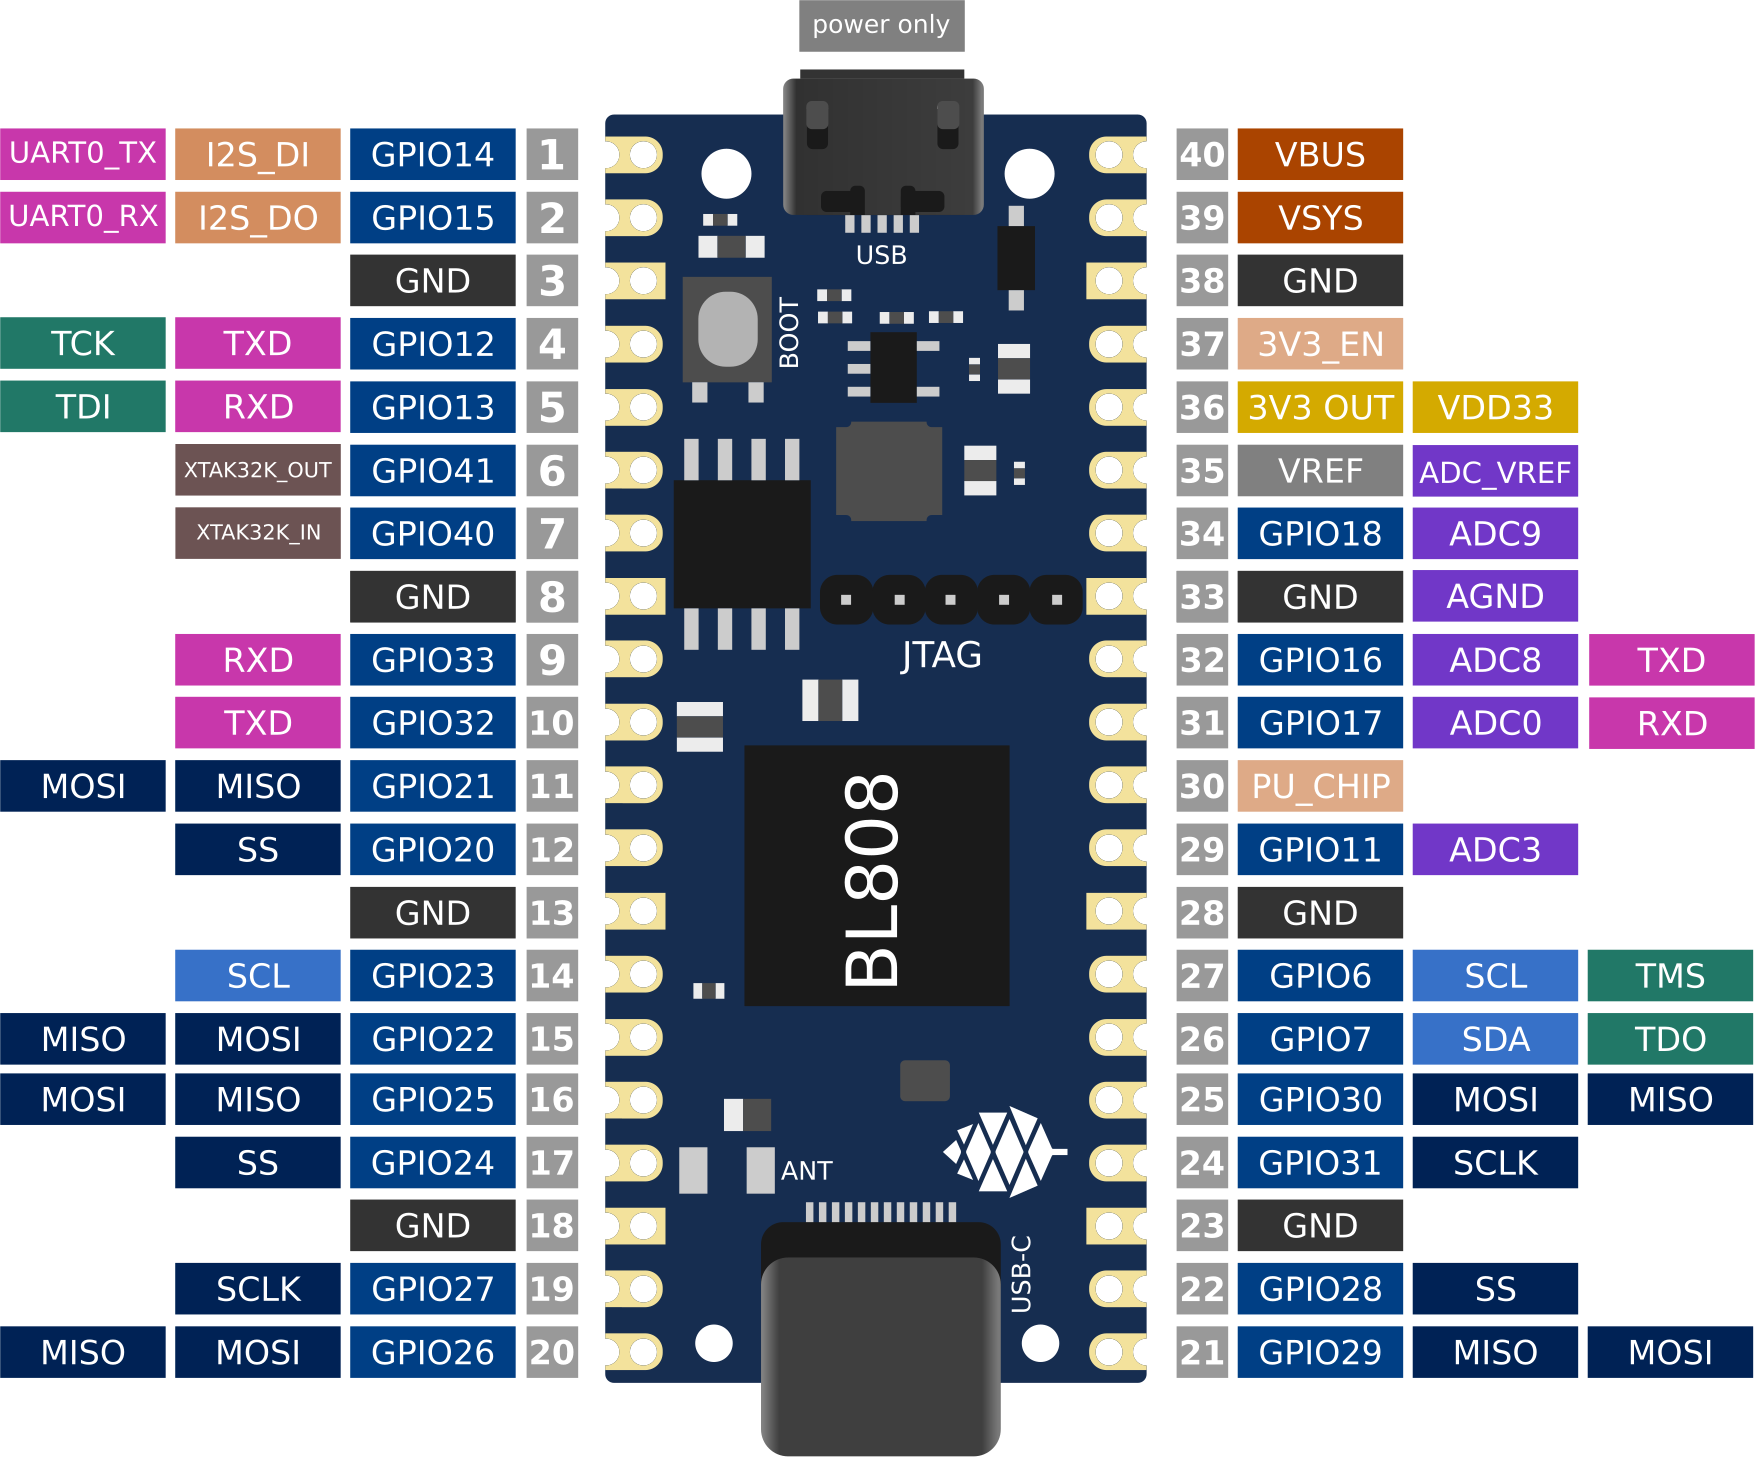 power only
UART0_TX I2S_DI GPIO14 1 40 VBUS
UART0_RX I2S_DO GPIO15 2 39 VSYS
USB
GND 3 38 GND
BOOT
TCK TXD GPIO12 4 37 3V3_EN
TDI RXD GPIO13 5 36 3V3 OUT VDD33
XTAK32K_OUT GPIO41 6 35 VREF ADC_VREF
XTAK32K_IN GPIO40 7 34 GPIO18 ADC9
GND 8 33 GND AGND
JTAG
RXD GPIO33 9 32 GPIO16 ADC8 TXD
TXD GPIO32 10 31 GPIO17 ADC0 RXD
MOSI MISO GPIO21 11 30 PU_CHIP
SS GPIO20 12 29 GPIO11 ADC3
BL808
GND 13 28 GND
SCL GPIO23 14 27 GPIO6 SCL TMS
MISO MOSI GPIO22 15 26 GPIO7 SDA TDO
MOSI MISO GPIO25 16 25 GPIO30 MOSI MISO
SS GPIO24 17 24 GPIO31 SCLK
ANT
GND 18 23 GND
USB-C
SCLK GPIO27 19 22 GPIO28 SS
MISO MOSI GPIO26 20 21 GPIO29 MISO MOSI